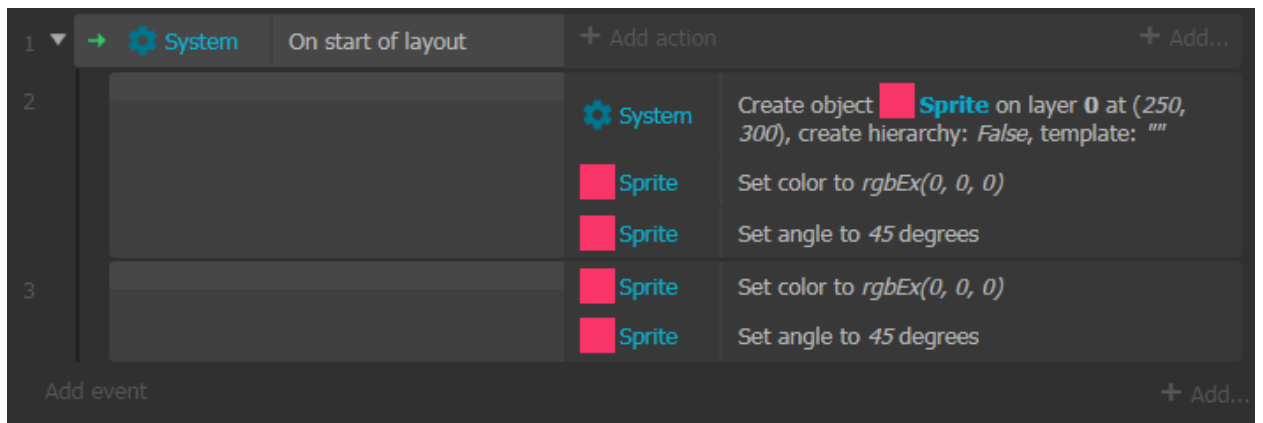 1 System On start of layout + Add action + Add...
2 System Create object Sprite on layer 0 at (250,
300), create hierarchy: False, template: ""
Sprite Set color to rgbEx(0, 0, 0)
Sprite Set angle to 45 degrees
3 Sprite Set color to rgbEx(0, 0, 0)
Sprite Set angle to 45 degrees
Add event + Add...